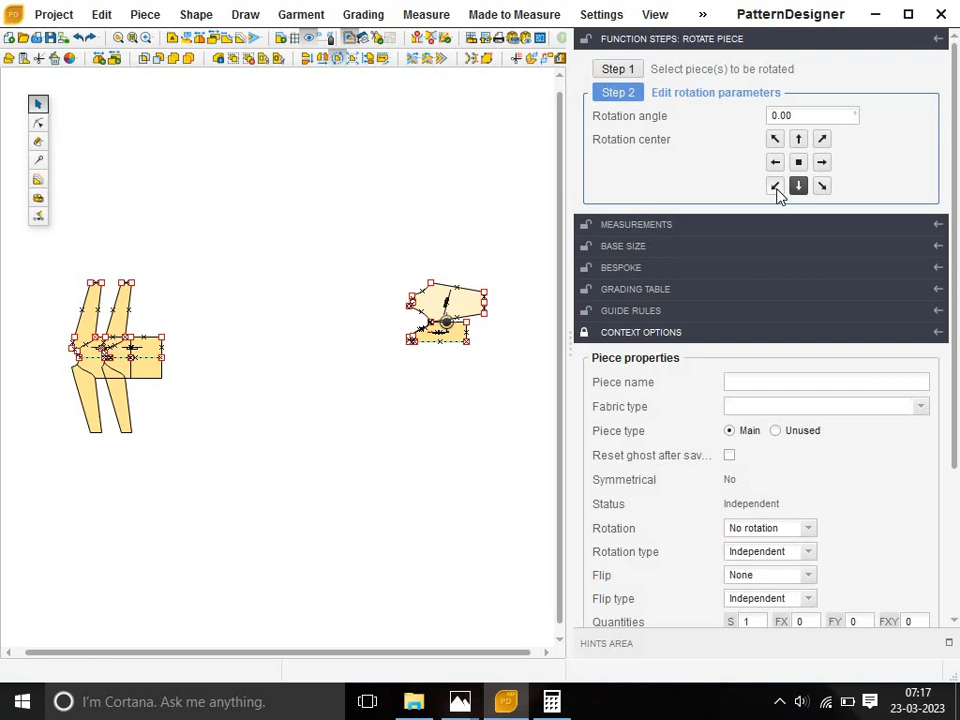 Project Edit Piece Shape Draw Garment Grading Measure Made to Measure Settings View » PatternDesigner
FUNCTION STEPS: ROTATE PIECE
Step 1 Select piece(s) to be rotated
Step 2 Edit rotation parameters
Rotation angle 0.00 °
Rotation center
MEASUREMENTS
BASE SIZE
BESPOKE
GRADING TABLE
GUIDE RULES
CONTEXT OPTIONS
Piece properties
Piece name
Fabric type
Piece type Main Unused
Reset ghost after sav...
Symmetrical No
Status Independent
Rotation No rotation
Rotation type Independent
Flip None
Flip type Independent
Quantities S 1 FX 0 FY 0 FXY 0
HINTS AREA
I'm Cortana. Ask me anything.
PD
07:17
23-03-2023